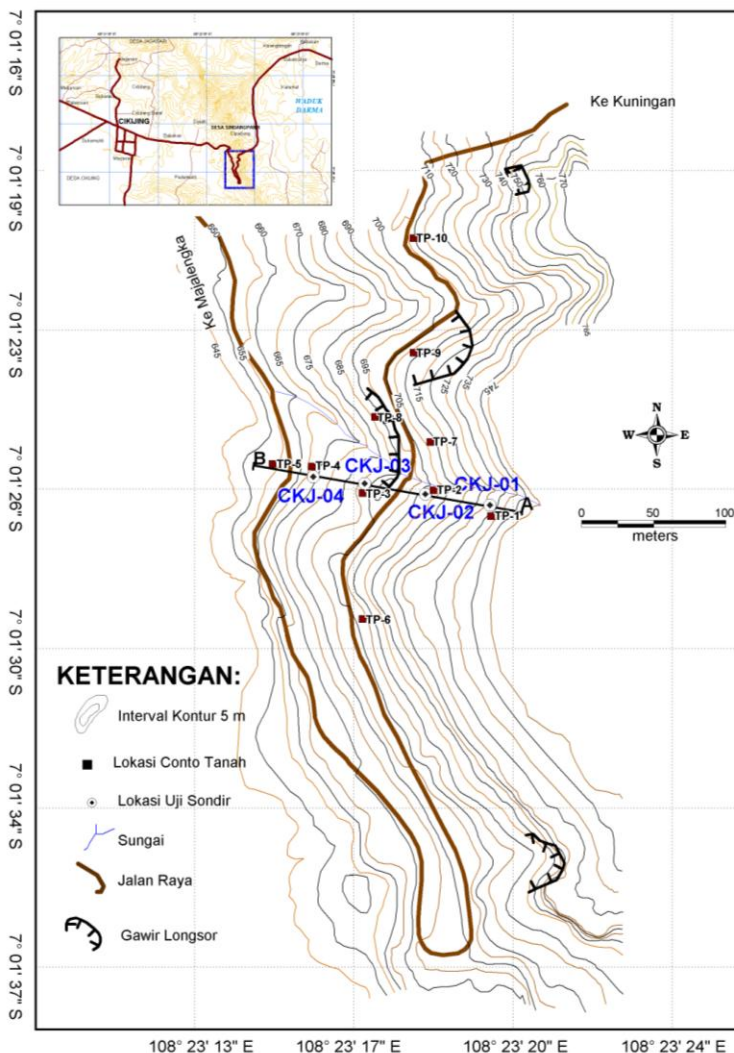 7° 01' 16" S
7° 01' 19" S
7° 01' 23" S
7° 01' 26" S
7° 01' 30" S
7° 01' 34" S
7° 01' 37" S
CIKIJING
WADUK
DARMA
Ke Kuningan
710
720
730
740
750
760
770
785
Ke Majalengka
650
660
670
680
690
700
645
655
665
675
685
695
705
715
725
735
745
TP-10
TP-9
TP-8
TP-7
B
TP-5
TP-4
CKJ-03
CKJ-01
CKJ-04
TP-3
TP-2
CKJ-02
TP-1
A
TP-6
N
W
E
S
0
50
100
meters
KETERANGAN:
Interval Kontur 5 m
Lokasi Conto Tanah
Lokasi Uji Sondir
Sungai
Jalan Raya
Gawir Longsor
108° 23' 13" E
108° 23' 17" E
108° 23' 20" E
108° 23' 24" E